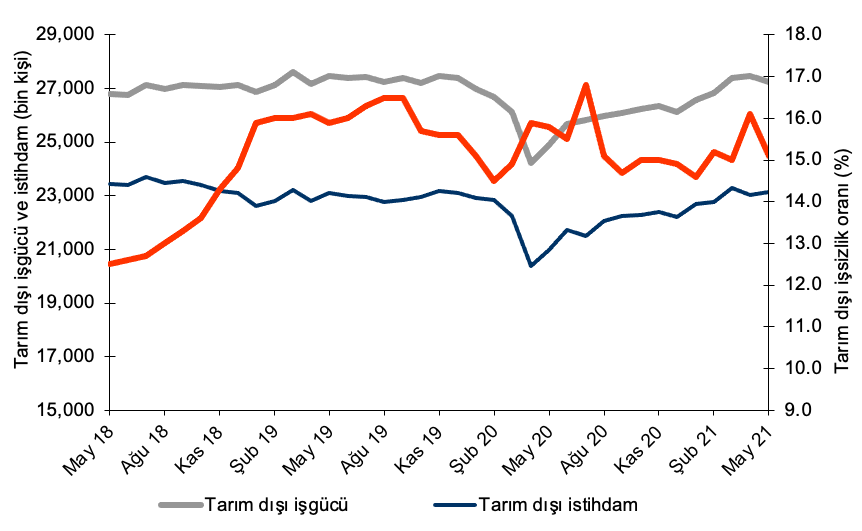 Tarım dışı işgücü ve istihdam (bin kişi)
29,000
27,000
25,000
23,000
21,000
19,000
17,000
15,000
18.0
17.0
16.0
15.0
14.0
13.0
12.0
11.0
10.0
9.0
Tarım dışı işsizlik oranı (%)
May 18
Ağu 18
Kas 18
Şub 19
May 19
Ağu 19
Kas 19
Şub 20
May 20
Ağu 20
Kas 20
Şub 21
May 21
Tarım dışı işgücü
Tarım dışı istihdam